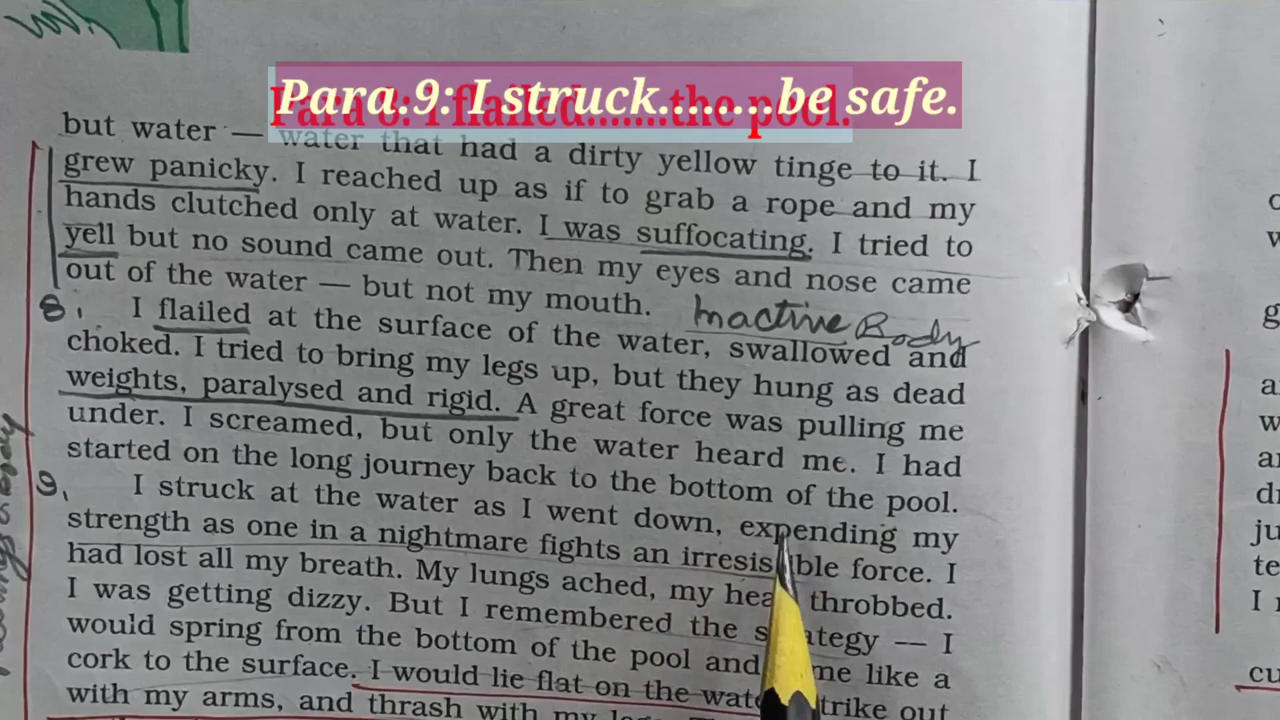 Para.9: I struck........be safe.
Para 8: I flailed.......the pool.
but water — water that had a dirty yellow tinge to it. I
grew panicky. I reached up as if to grab a rope and my
hands clutched only at water. I was suffocating. I tried to
yell but no sound came out. Then my eyes and nose came
out of the water — but not my mouth.
Inactive Body
8. I flailed at the surface of the water, swallowed and
choked. I tried to bring my legs up, but they hung as dead
weights, paralysed and rigid. A great force was pulling me
under. I screamed, but only the water heard me. I had
started on the long journey back to the bottom of the pool.
9. I struck at the water as I went down, expending my
strength as one in a nightmare fights an irresistible force. I
had lost all my breath. My lungs ached, my head throbbed.
I was getting dizzy. But I remembered the strategy — I
would spring from the bottom of the pool and come like a
cork to the surface. I would lie flat on the water, strike out
with my arms, and thrash with my legs.
g
a
w
ju
te
I
cu